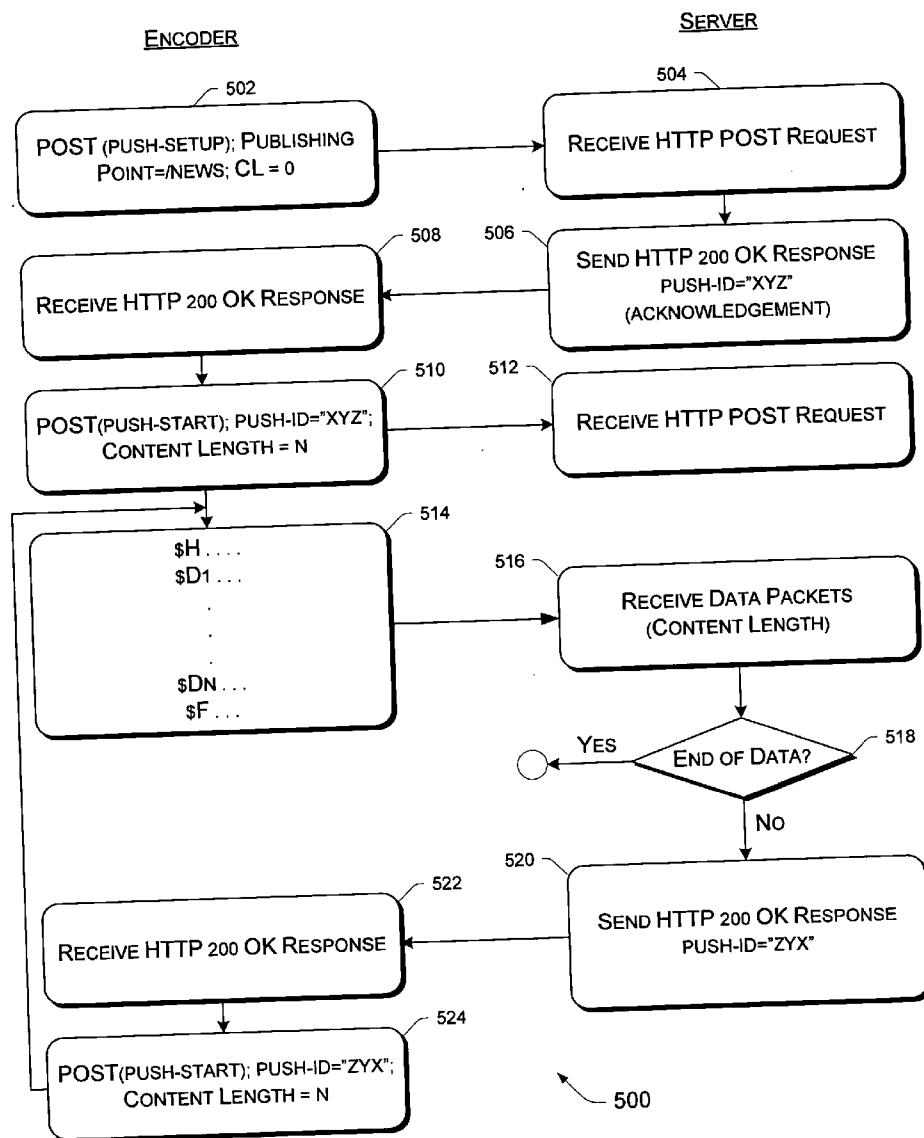 ENCODER
SERVER
502
504
POST (PUSH-SETUP); PUBLISHING
POINT=/NEWS; CL = 0
RECEIVE HTTP POST REQUEST
508
506
RECEIVE HTTP 200 OK RESPONSE
SEND HTTP 200 OK RESPONSE
PUSH-ID="XYZ"
(ACKNOWLEDGEMENT)
510
512
POST(PUSH-START); PUSH-ID="XYZ";
CONTENT LENGTH = N
RECEIVE HTTP POST REQUEST
514
$H . . . .
$D1 . . .
.
.
.
$DN . . .
$F . . .
516
RECEIVE DATA PACKETS
(CONTENT LENGTH)
518
YES
END OF DATA?
NO
520
522
SEND HTTP 200 OK RESPONSE
PUSH-ID="ZYX"
RECEIVE HTTP 200 OK RESPONSE
524
POST(PUSH-START); PUSH-ID="ZYX";
CONTENT LENGTH = N
500